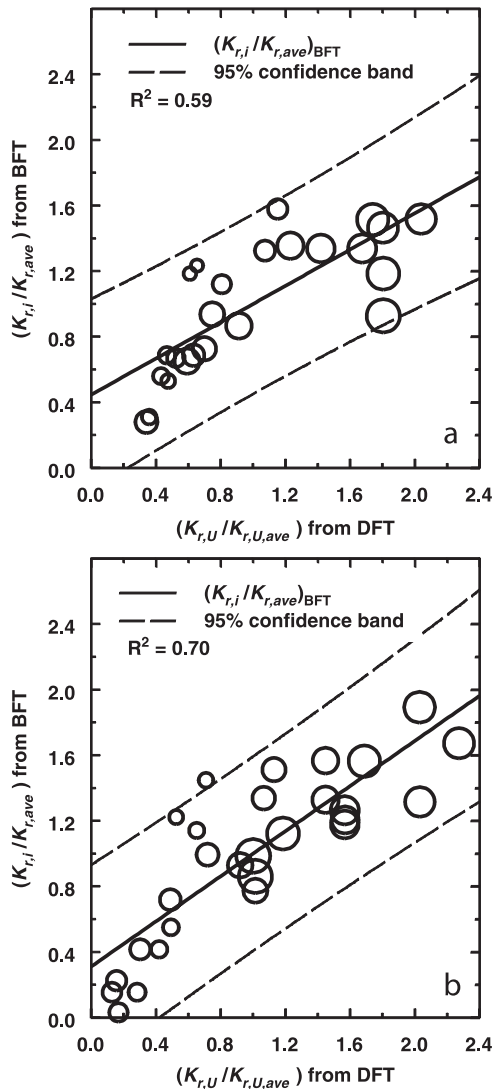 (K_{r,i}/K_{r,ave})_{BFT}
95% confidence band
R² = 0.59
2.4
2.0
1.6
1.2
0.8
0.4
0.0
(K_{r,i}/K_{r,ave}) from BFT
a
0.0 0.4 0.8 1.2 1.6 2.0 2.4
(K_{r,U}/K_{r,U,ave}) from DFT
(K_{r,i}/K_{r,ave})_{BFT}
95% confidence band
R² = 0.70
2.4
2.0
1.6
1.2
0.8
0.4
0.0
(K_{r,i}/K_{r,ave}) from BFT
b
0.0 0.4 0.8 1.2 1.6 2.0 2.4
(K_{r,U}/K_{r,U,ave}) from DFT